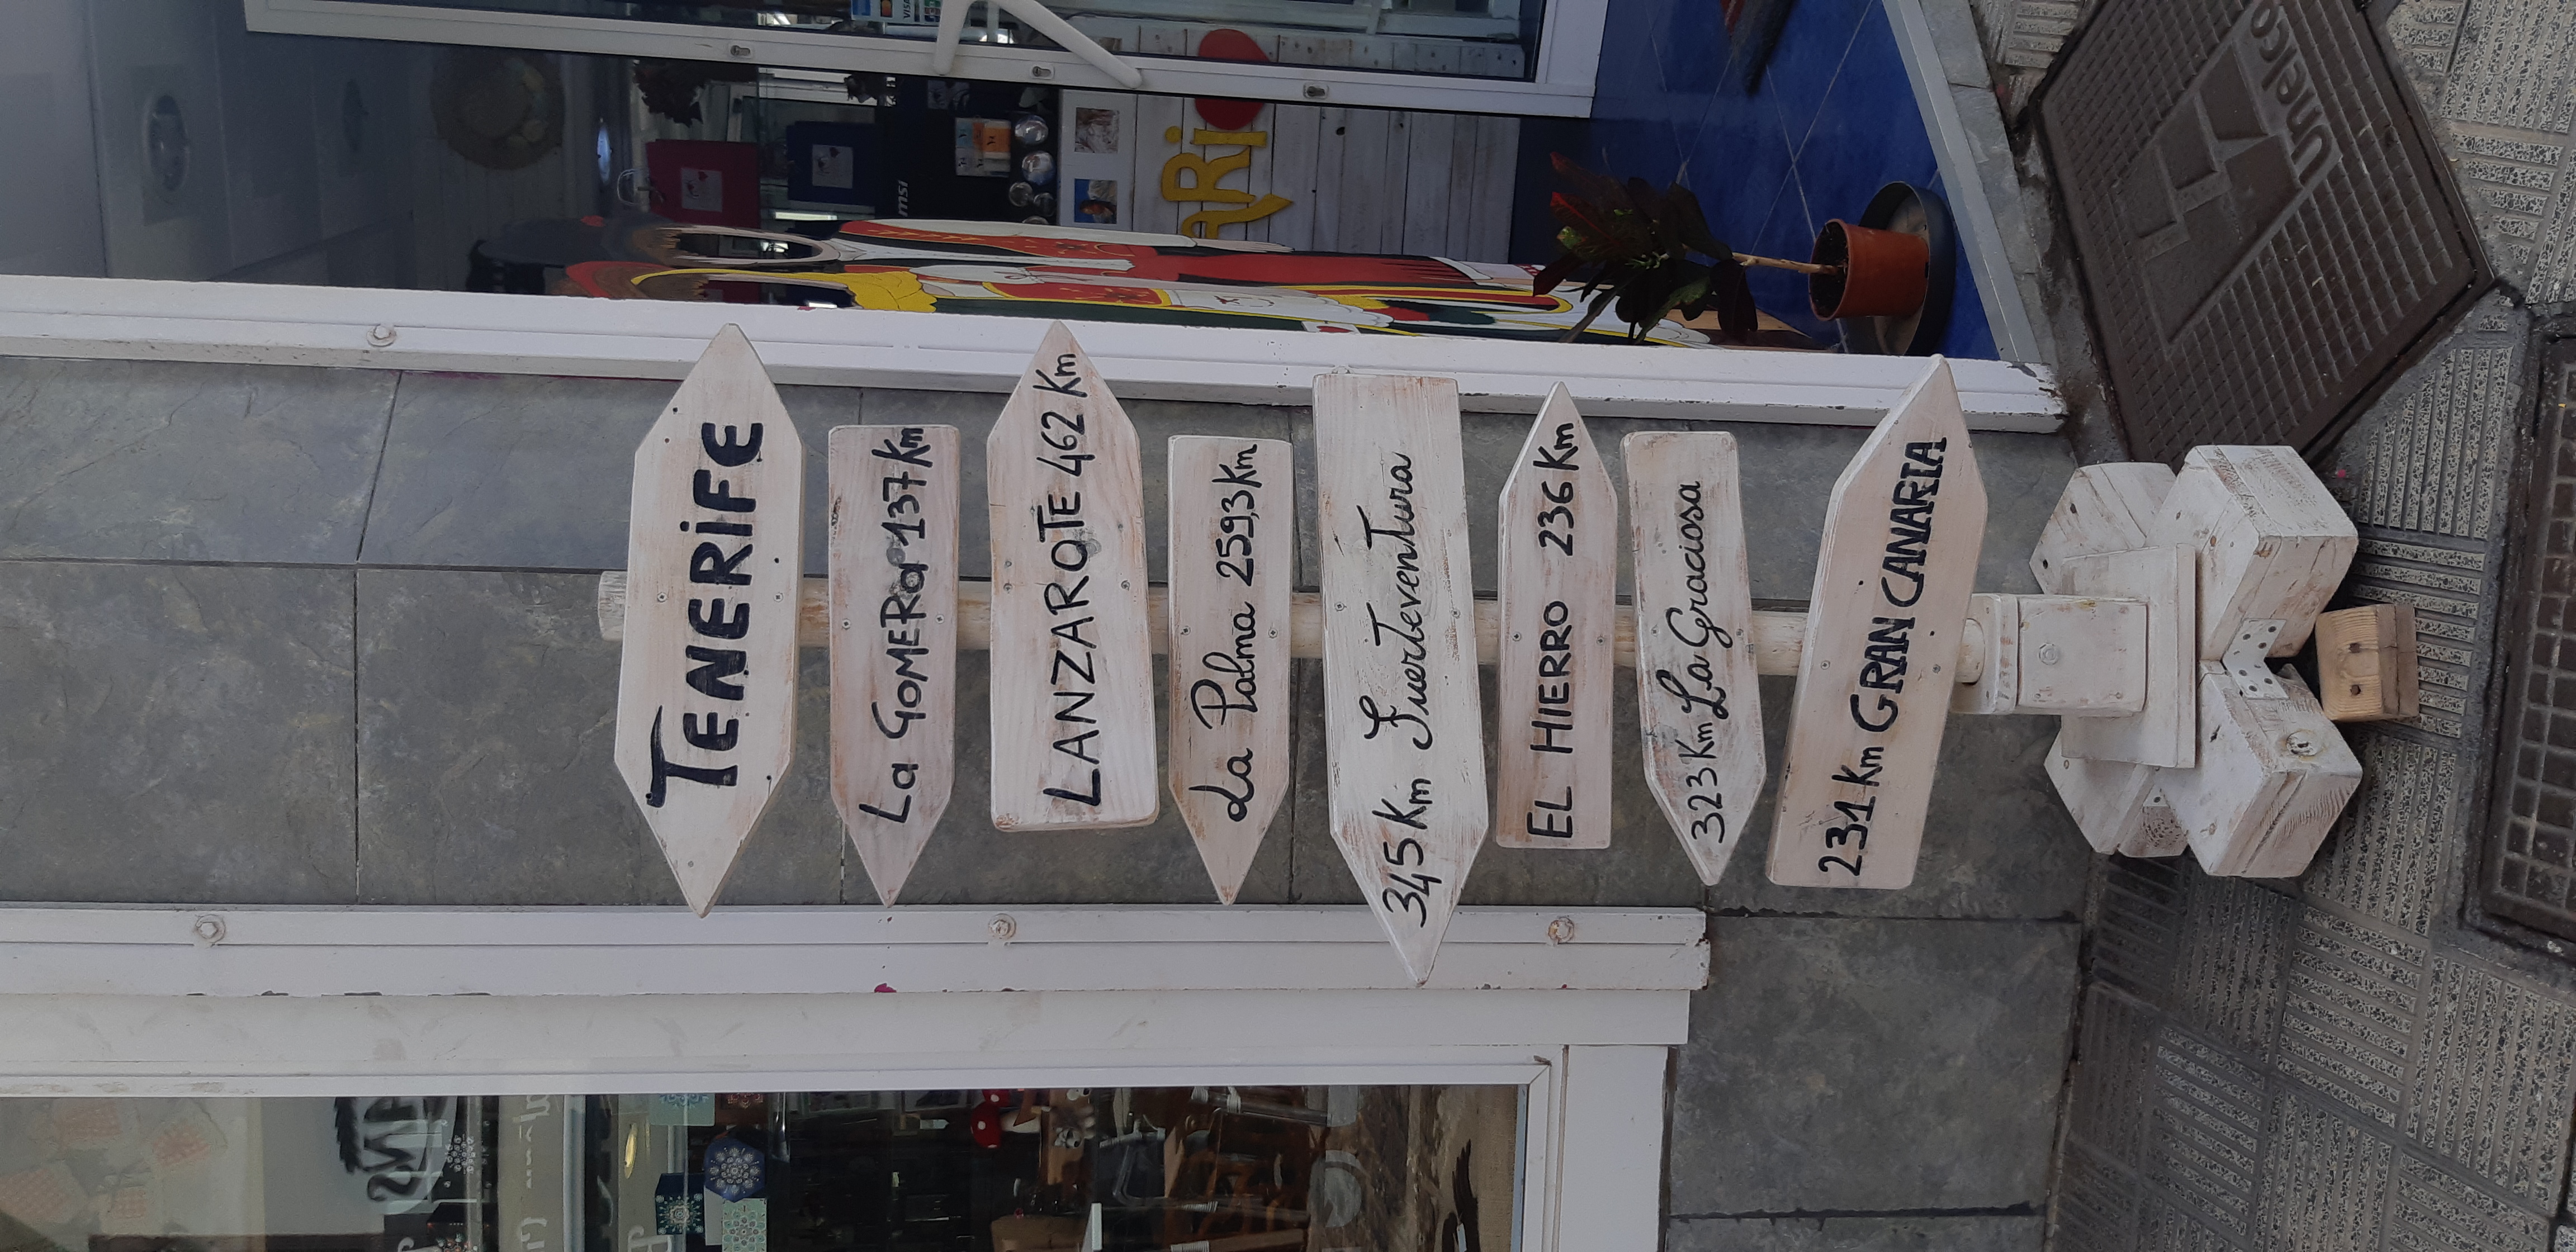 TENERIFE
La GOMERa 137 Km
LANZAROTE 462 Km
La Palma 259,3 Km
345 Km Fuerteventura
EL HIERRO 236 Km
323 Km La Graciosa
231 Km GRAN CANARIA
msi
VISA
ARi
Unelco